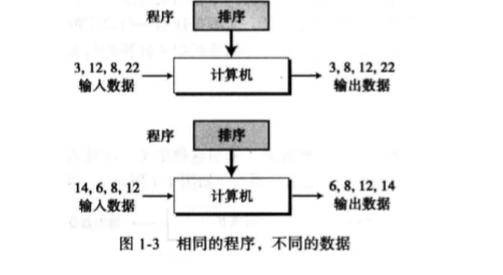 程序 排序
3, 12, 8, 22 计算机 3, 8, 12, 22
输入数据 输出数据
程序 排序
14, 6, 8, 12 计算机 6, 8, 12, 14
输入数据 输出数据
图 1-3 相同的程序，不同的数据